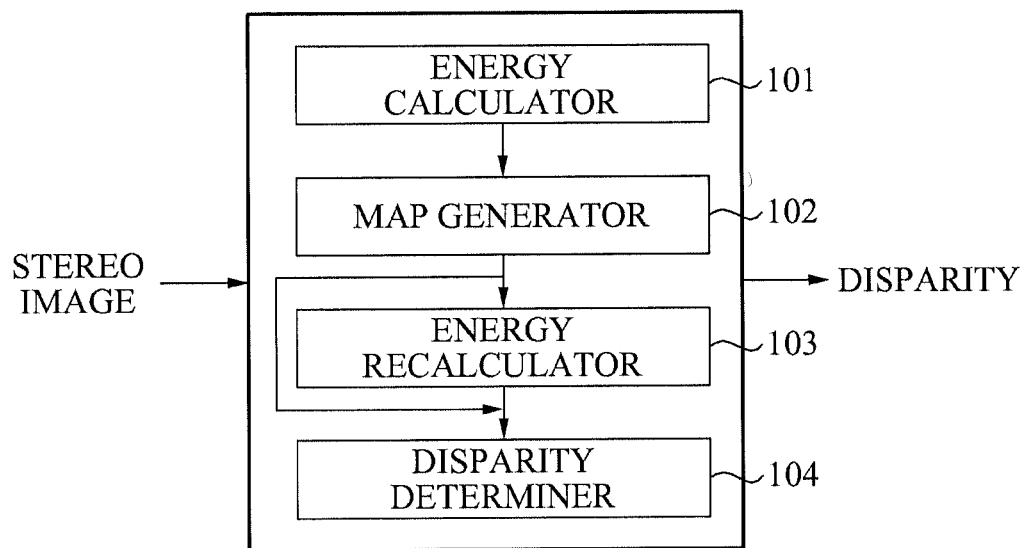 ENERGY
CALCULATOR
101
MAP GENERATOR
102
STEREO
IMAGE
DISPARITY
ENERGY
RECALCULATOR
103
DISPARITY
DETERMINER
104